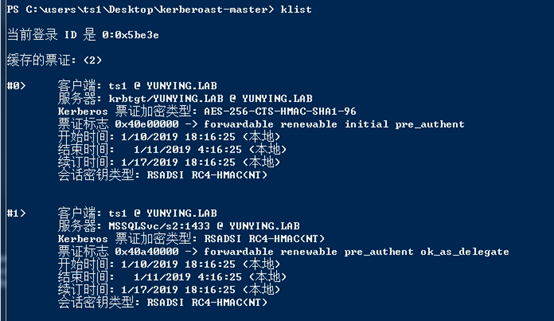 PS C:\users\ts1\Desktop\kerberoast-master> klist
当前登录 ID 是 0:0x5be3e
缓存的票证: (2)
#0> 客户端: ts1 @ YUNYING.LAB
服务器: krbtgt/YUNYING.LAB @ YUNYING.LAB
Kerberos 票证加密类型: AES-256-CTS-HMAC-SHA1-96
票证标志 0x40e00000 -> forwardable renewable initial pre_authent
开始时间: 1/10/2019 18:16:25 (本地)
结束时间: 1/11/2019 4:16:25 (本地)
续订时间: 1/17/2019 18:16:25 (本地)
会话密钥类型: RSADSI RC4-HMAC(NT)
#1> 客户端: ts1 @ YUNYING.LAB
服务器: MSSQLSvc/s2:1433 @ YUNYING.LAB
Kerberos 票证加密类型: RSADSI RC4-HMAC(NT)
票证标志 0x40a40000 -> forwardable renewable pre_authent ok_as_delegate
开始时间: 1/10/2019 18:16:25 (本地)
结束时间: 1/11/2019 4:16:25 (本地)
续订时间: 1/17/2019 18:16:25 (本地)
会话密钥类型: RSADSI RC4-HMAC(NT)